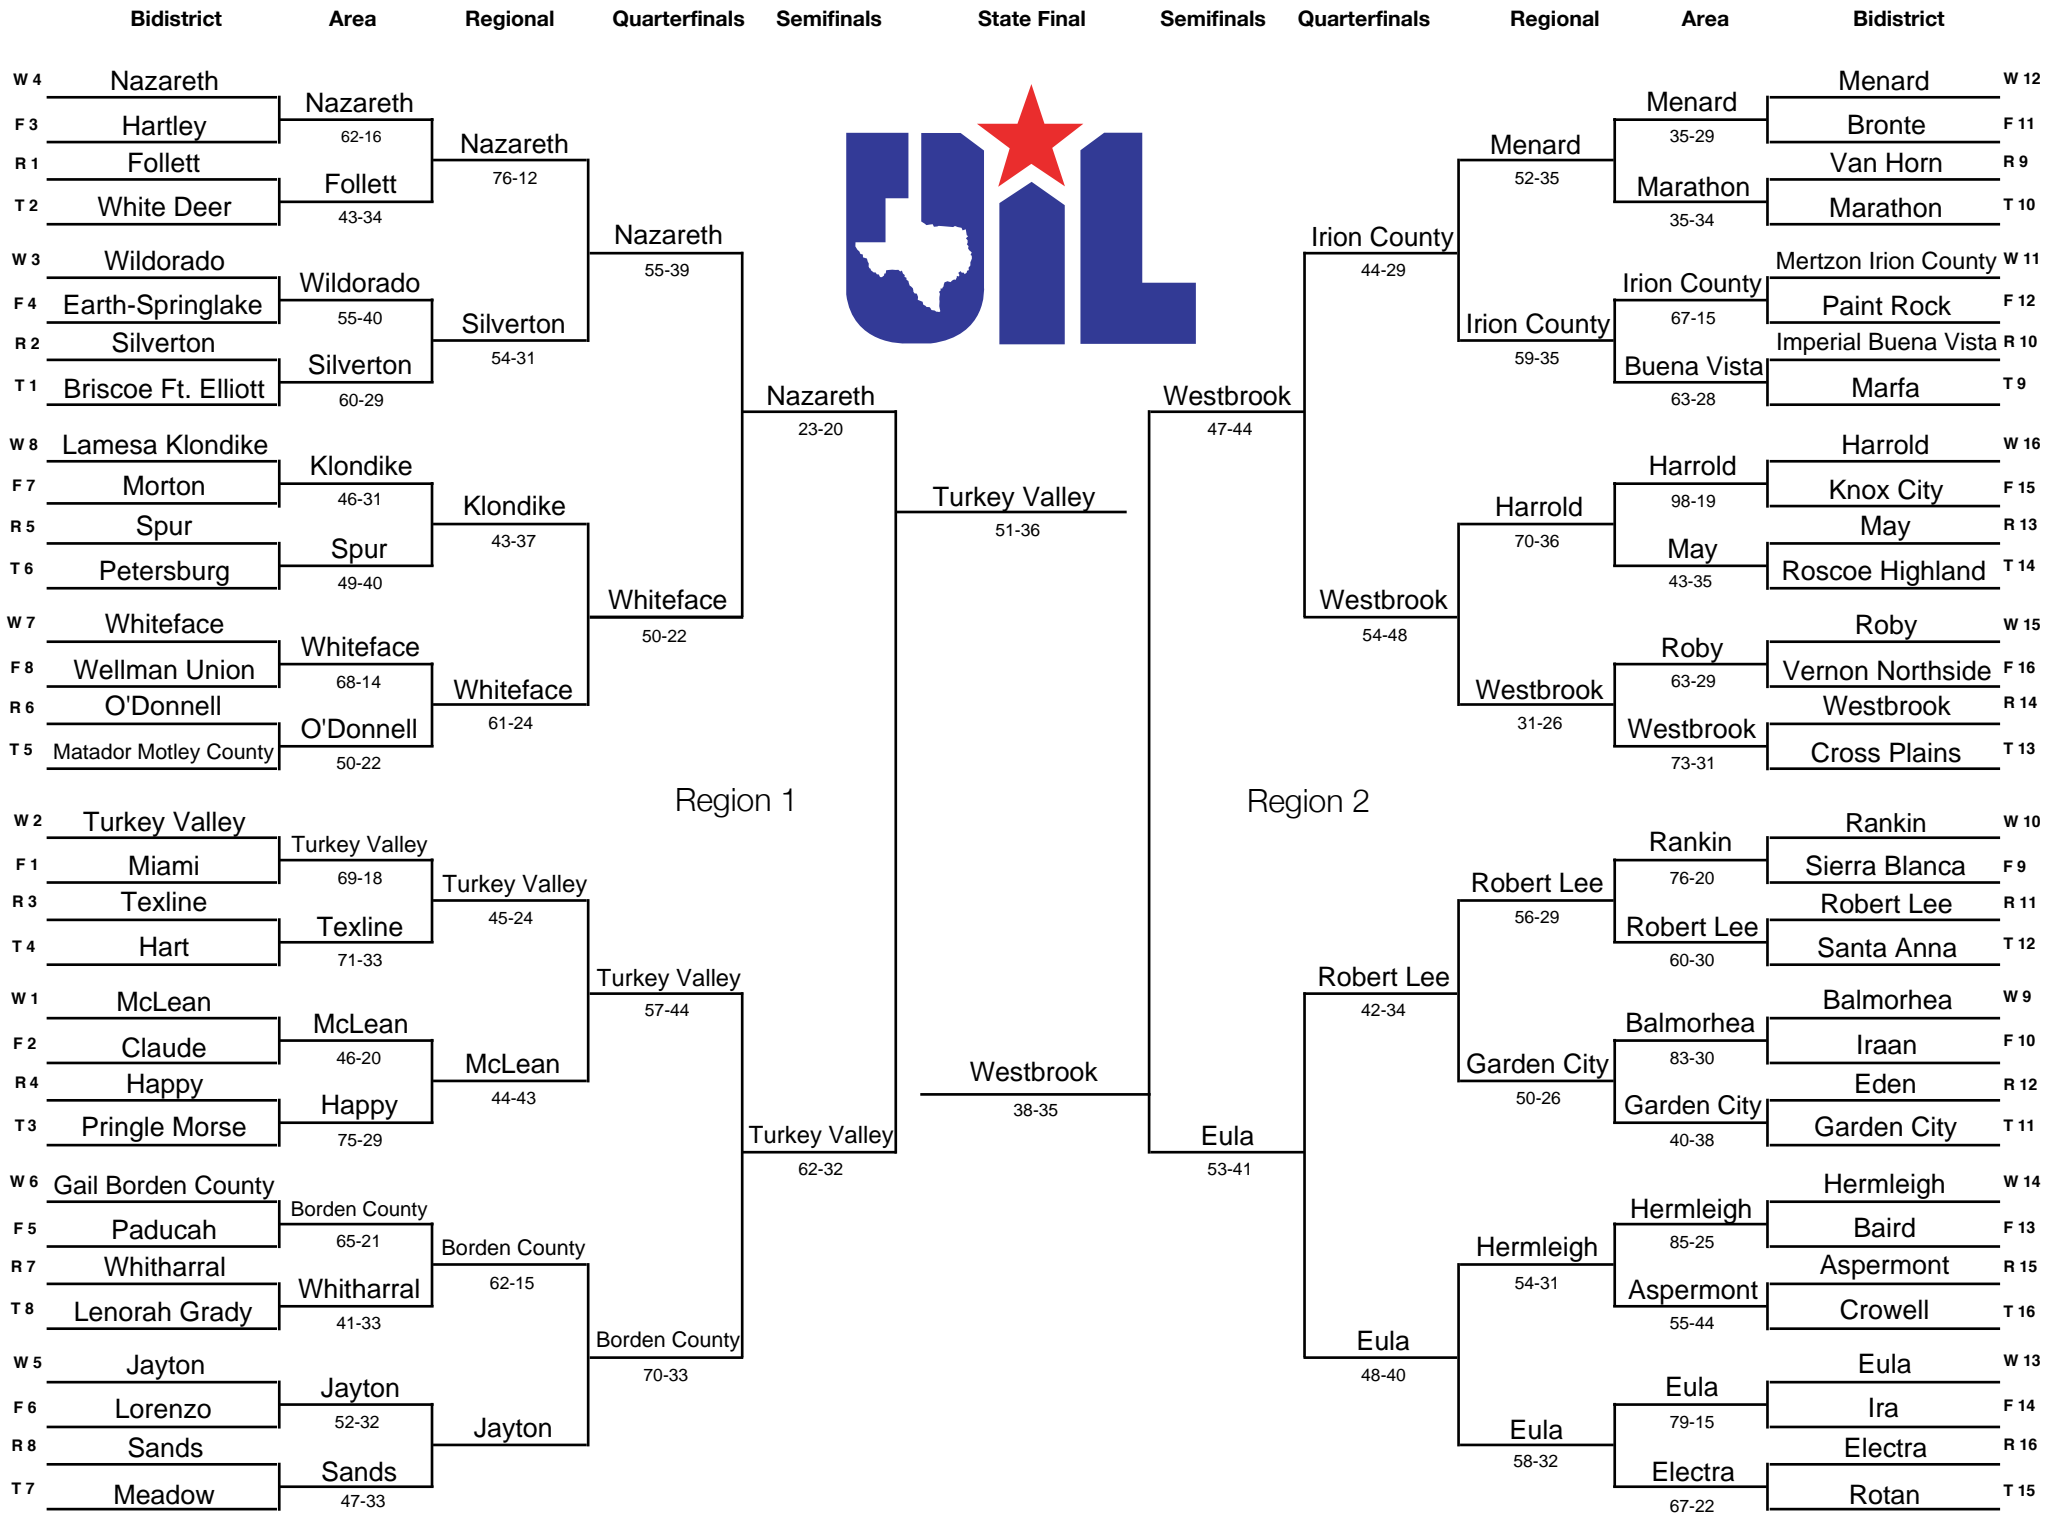 Bidistrict Area Regional Quarterfinals Semifinals State Final Semifinals Quarterfinals Regional Area Bidistrict
W 4 Nazareth
F 3 Hartley
R 1 Follett
T 2 White Deer
W 3 Wildorado
F 4 Earth-Springlake
R 2 Silverton
T 1 Briscoe Ft. Elliott
W 8 Lamesa Klondike
F 7 Morton
R 5 Spur
T 6 Petersburg
W 7 Whiteface
F 8 Wellman Union
R 6 O'Donnell
T 5 Matador Motley County
W 2 Turkey Valley
F 1 Miami
R 3 Texline
T 4 Hart
W 1 McLean
F 2 Claude
R 4 Happy
T 3 Pringle Morse
W 6 Gail Borden County
F 5 Paducah
R 7 Whitharral
T 8 Lenorah Grady
W 5 Jayton
F 6 Lorenzo
R 8 Sands
T 7 Meadow
Nazareth
62-16
Follett
43-34
Wildorado
55-40
Silverton
60-29
Klondike
46-31
Spur
49-40
Whiteface
68-14
O'Donnell
50-22
Turkey Valley
69-18
Texline
71-33
McLean
46-20
Happy
75-29
Borden County
65-21
Whitharral
41-33
Jayton
52-32
Sands
47-33
Nazareth
76-12
Silverton
54-31
Klondike
43-37
Whiteface
61-24
Turkey Valley
45-24
McLean
44-43
Borden County
62-15
Jayton
Nazareth
55-39
Whiteface
50-22
Turkey Valley
57-44
Borden County
70-33
Region 1
Nazareth
23-20
Turkey Valley
62-32
UIL
Turkey Valley
51-36
Westbrook
38-35
Westbrook
47-44
Eula
53-41
Region 2
Irion County
44-29
Westbrook
54-48
Robert Lee
42-34
Eula
48-40
Menard
52-35
Irion County
59-35
Harrold
70-36
Westbrook
31-26
Robert Lee
56-29
Garden City
50-26
Hermleigh
54-31
Eula
58-32
Menard
35-29
Marathon
35-34
Irion County
67-15
Buena Vista
63-28
Harrold
98-19
May
43-35
Roby
63-29
Westbrook
73-31
Rankin
76-20
Robert Lee
60-30
Balmorhea
83-30
Garden City
40-38
Hermleigh
85-25
Aspermont
55-44
Eula
79-15
Electra
67-22
Menard W 12
Bronte F 11
Van Horn R 9
Marathon T 10
Mertzon Irion County W 11
Paint Rock F 12
Imperial Buena Vista R 10
Marfa T 9
Harrold W 16
Knox City F 15
May R 13
Roscoe Highland T 14
Roby W 15
Vernon Northside F 16
Westbrook R 14
Cross Plains T 13
Rankin W 10
Sierra Blanca F 9
Robert Lee R 11
Santa Anna T 12
Balmorhea W 9
Iraan F 10
Eden R 12
Garden City T 11
Hermleigh W 14
Baird F 13
Aspermont R 15
Crowell T 16
Eula W 13
Ira F 14
Electra R 16
Rotan T 15